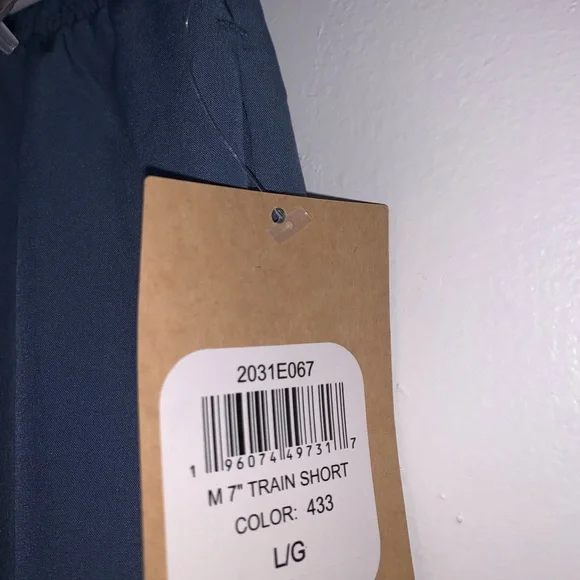 2031E067
1 96074 49731 7
M 7" TRAIN SHORT
COLOR: 433
L/G